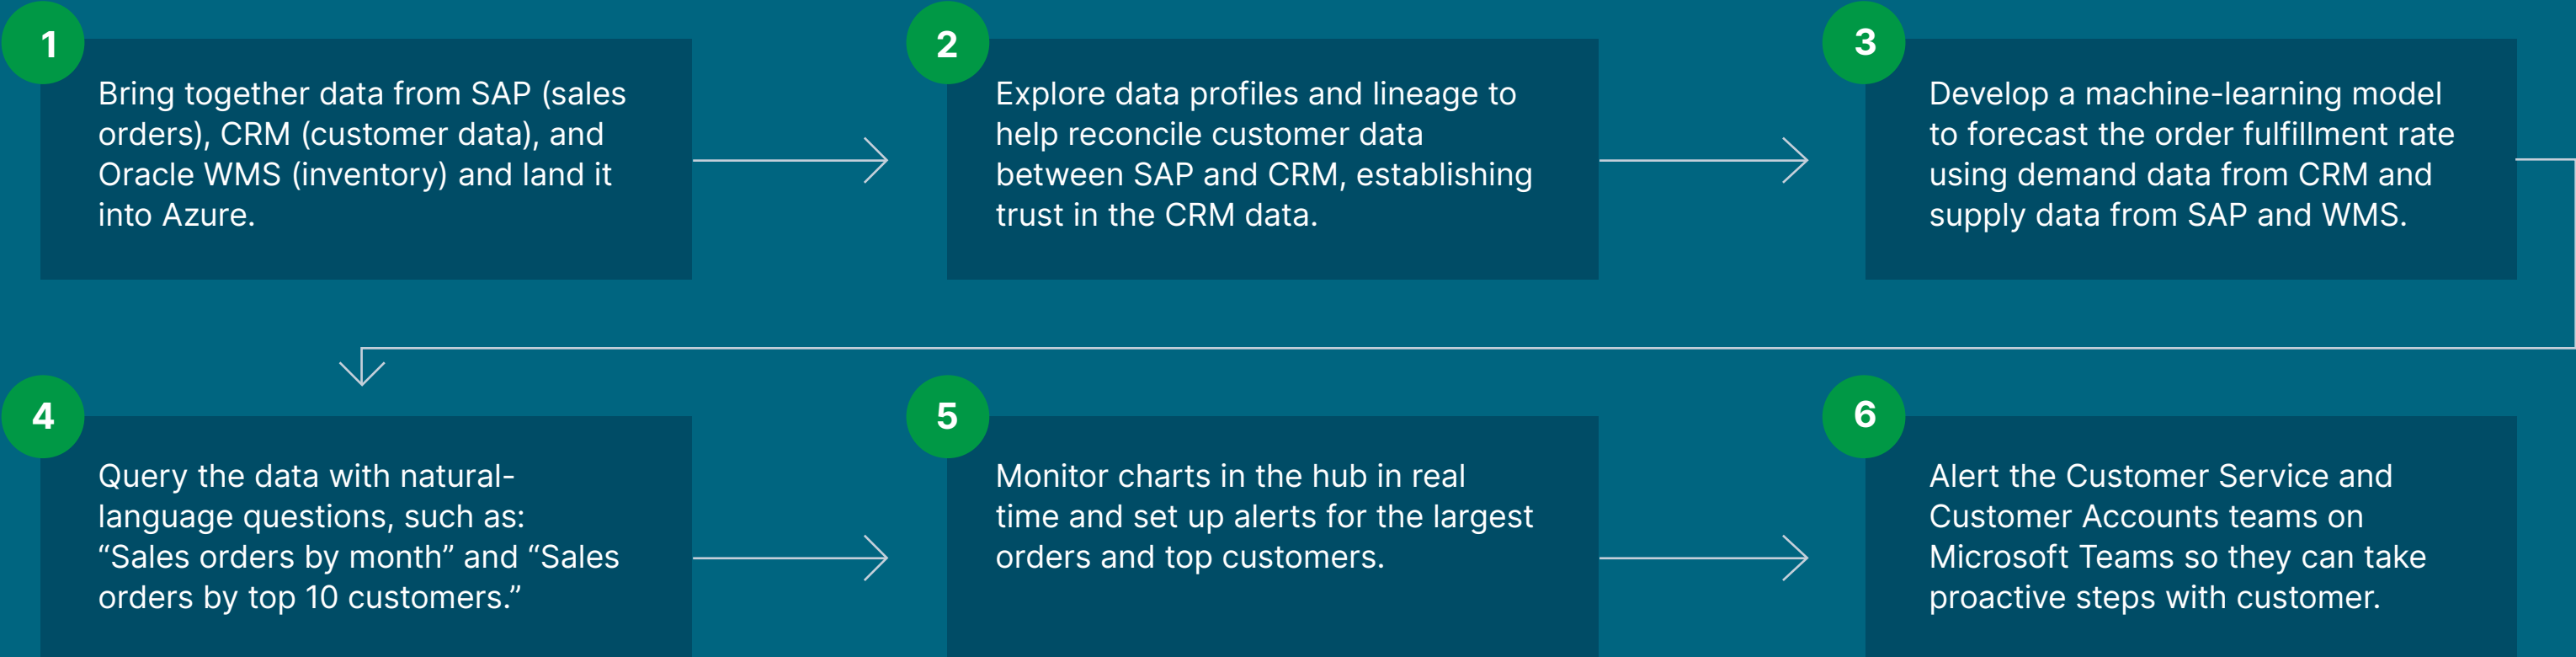 1
Bring together data from SAP (sales
orders), CRM (customer data), and
Oracle WMS (inventory) and land it
into Azure.
2
Explore data profiles and lineage to
help reconcile customer data
between SAP and CRM, establishing
trust in the CRM data.
3
Develop a machine-learning model
to forecast the order fulfillment rate
using demand data from CRM and
supply data from SAP and WMS.
4
Query the data with natural-
language questions, such as:
“Sales orders by month” and “Sales
orders by top 10 customers.”
5
Monitor charts in the hub in real
time and set up alerts for the largest
orders and top customers.
6
Alert the Customer Service and
Customer Accounts teams on
Microsoft Teams so they can take
proactive steps with customer.